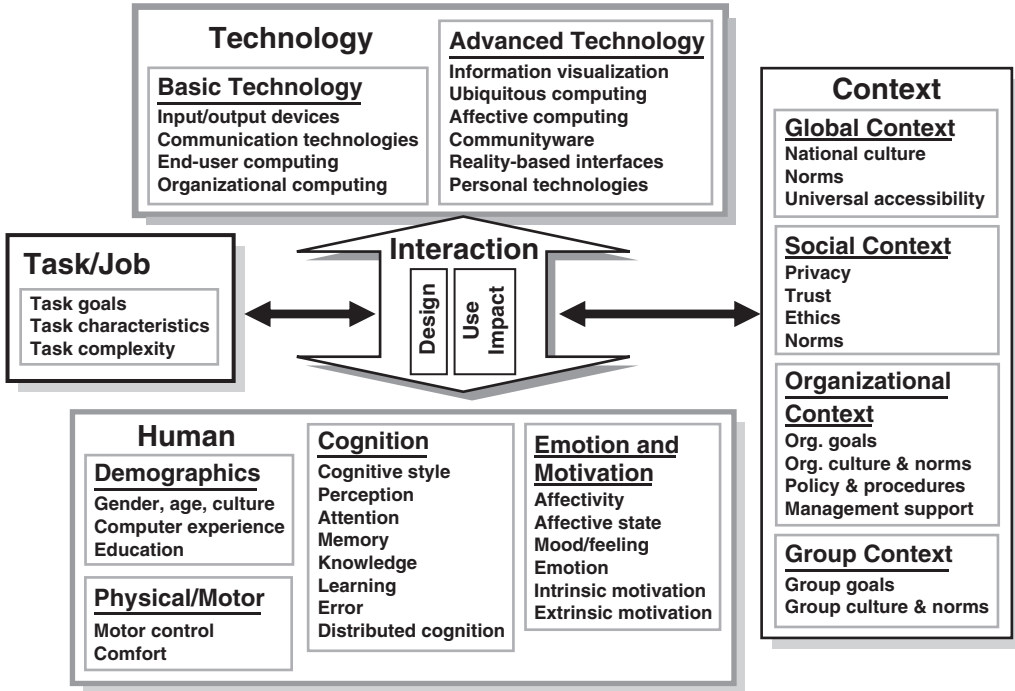 Technology
Basic Technology
Input/output devices
Communication technologies
End-user computing
Organizational computing
Advanced Technology
Information visualization
Ubiquitous computing
Affective computing
Communityware
Reality-based interfaces
Personal technologies
Task/Job
Task goals
Task characteristics
Task complexity
Interaction
Design
Use
Impact
Context
Global Context
National culture
Norms
Universal accessibility
Social Context
Privacy
Trust
Ethics
Norms
Organizational
Context
Org. goals
Org. culture & norms
Policy & procedures
Management support
Group Context
Group goals
Group culture & norms
Human
Demographics
Gender, age, culture
Computer experience
Education
Physical/Motor
Motor control
Comfort
Cognition
Cognitive style
Perception
Attention
Memory
Knowledge
Learning
Error
Distributed cognition
Emotion and
Motivation
Affectivity
Affective state
Mood/feeling
Emotion
Intrinsic motivation
Extrinsic motivation